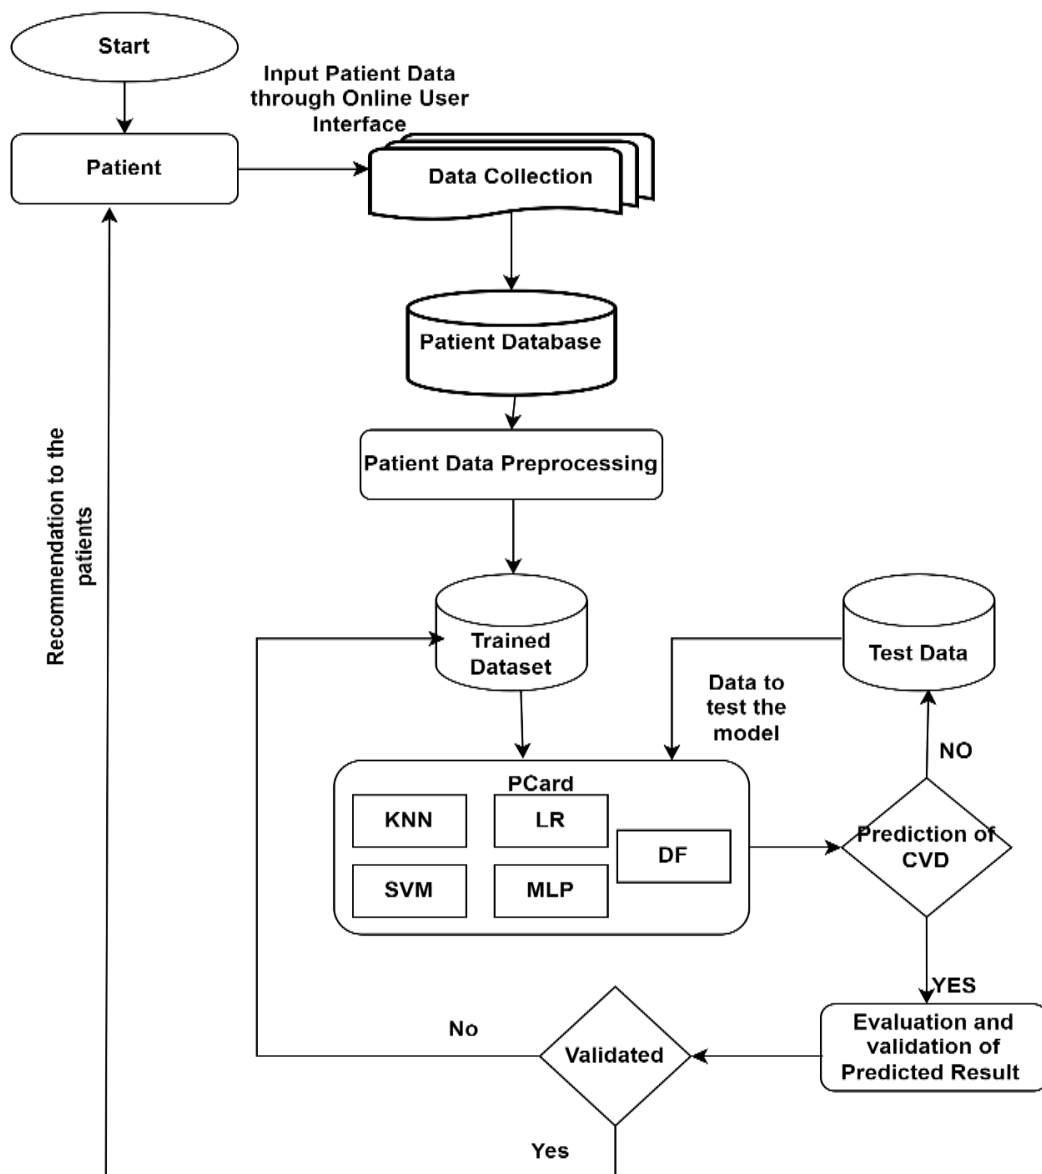 Start
Input Patient Data
through Online User
Interface
Patient
Data Collection
Patient Database
Patient Data Preprocessing
Recommendation to the
patients
Trained
Dataset
Test Data
Data to
test the
model
NO
PCard
KNN
LR
DF
SVM
MLP
Prediction of
CVD
YES
Evaluation and
validation of
Predicted Result
Validated
No
Yes